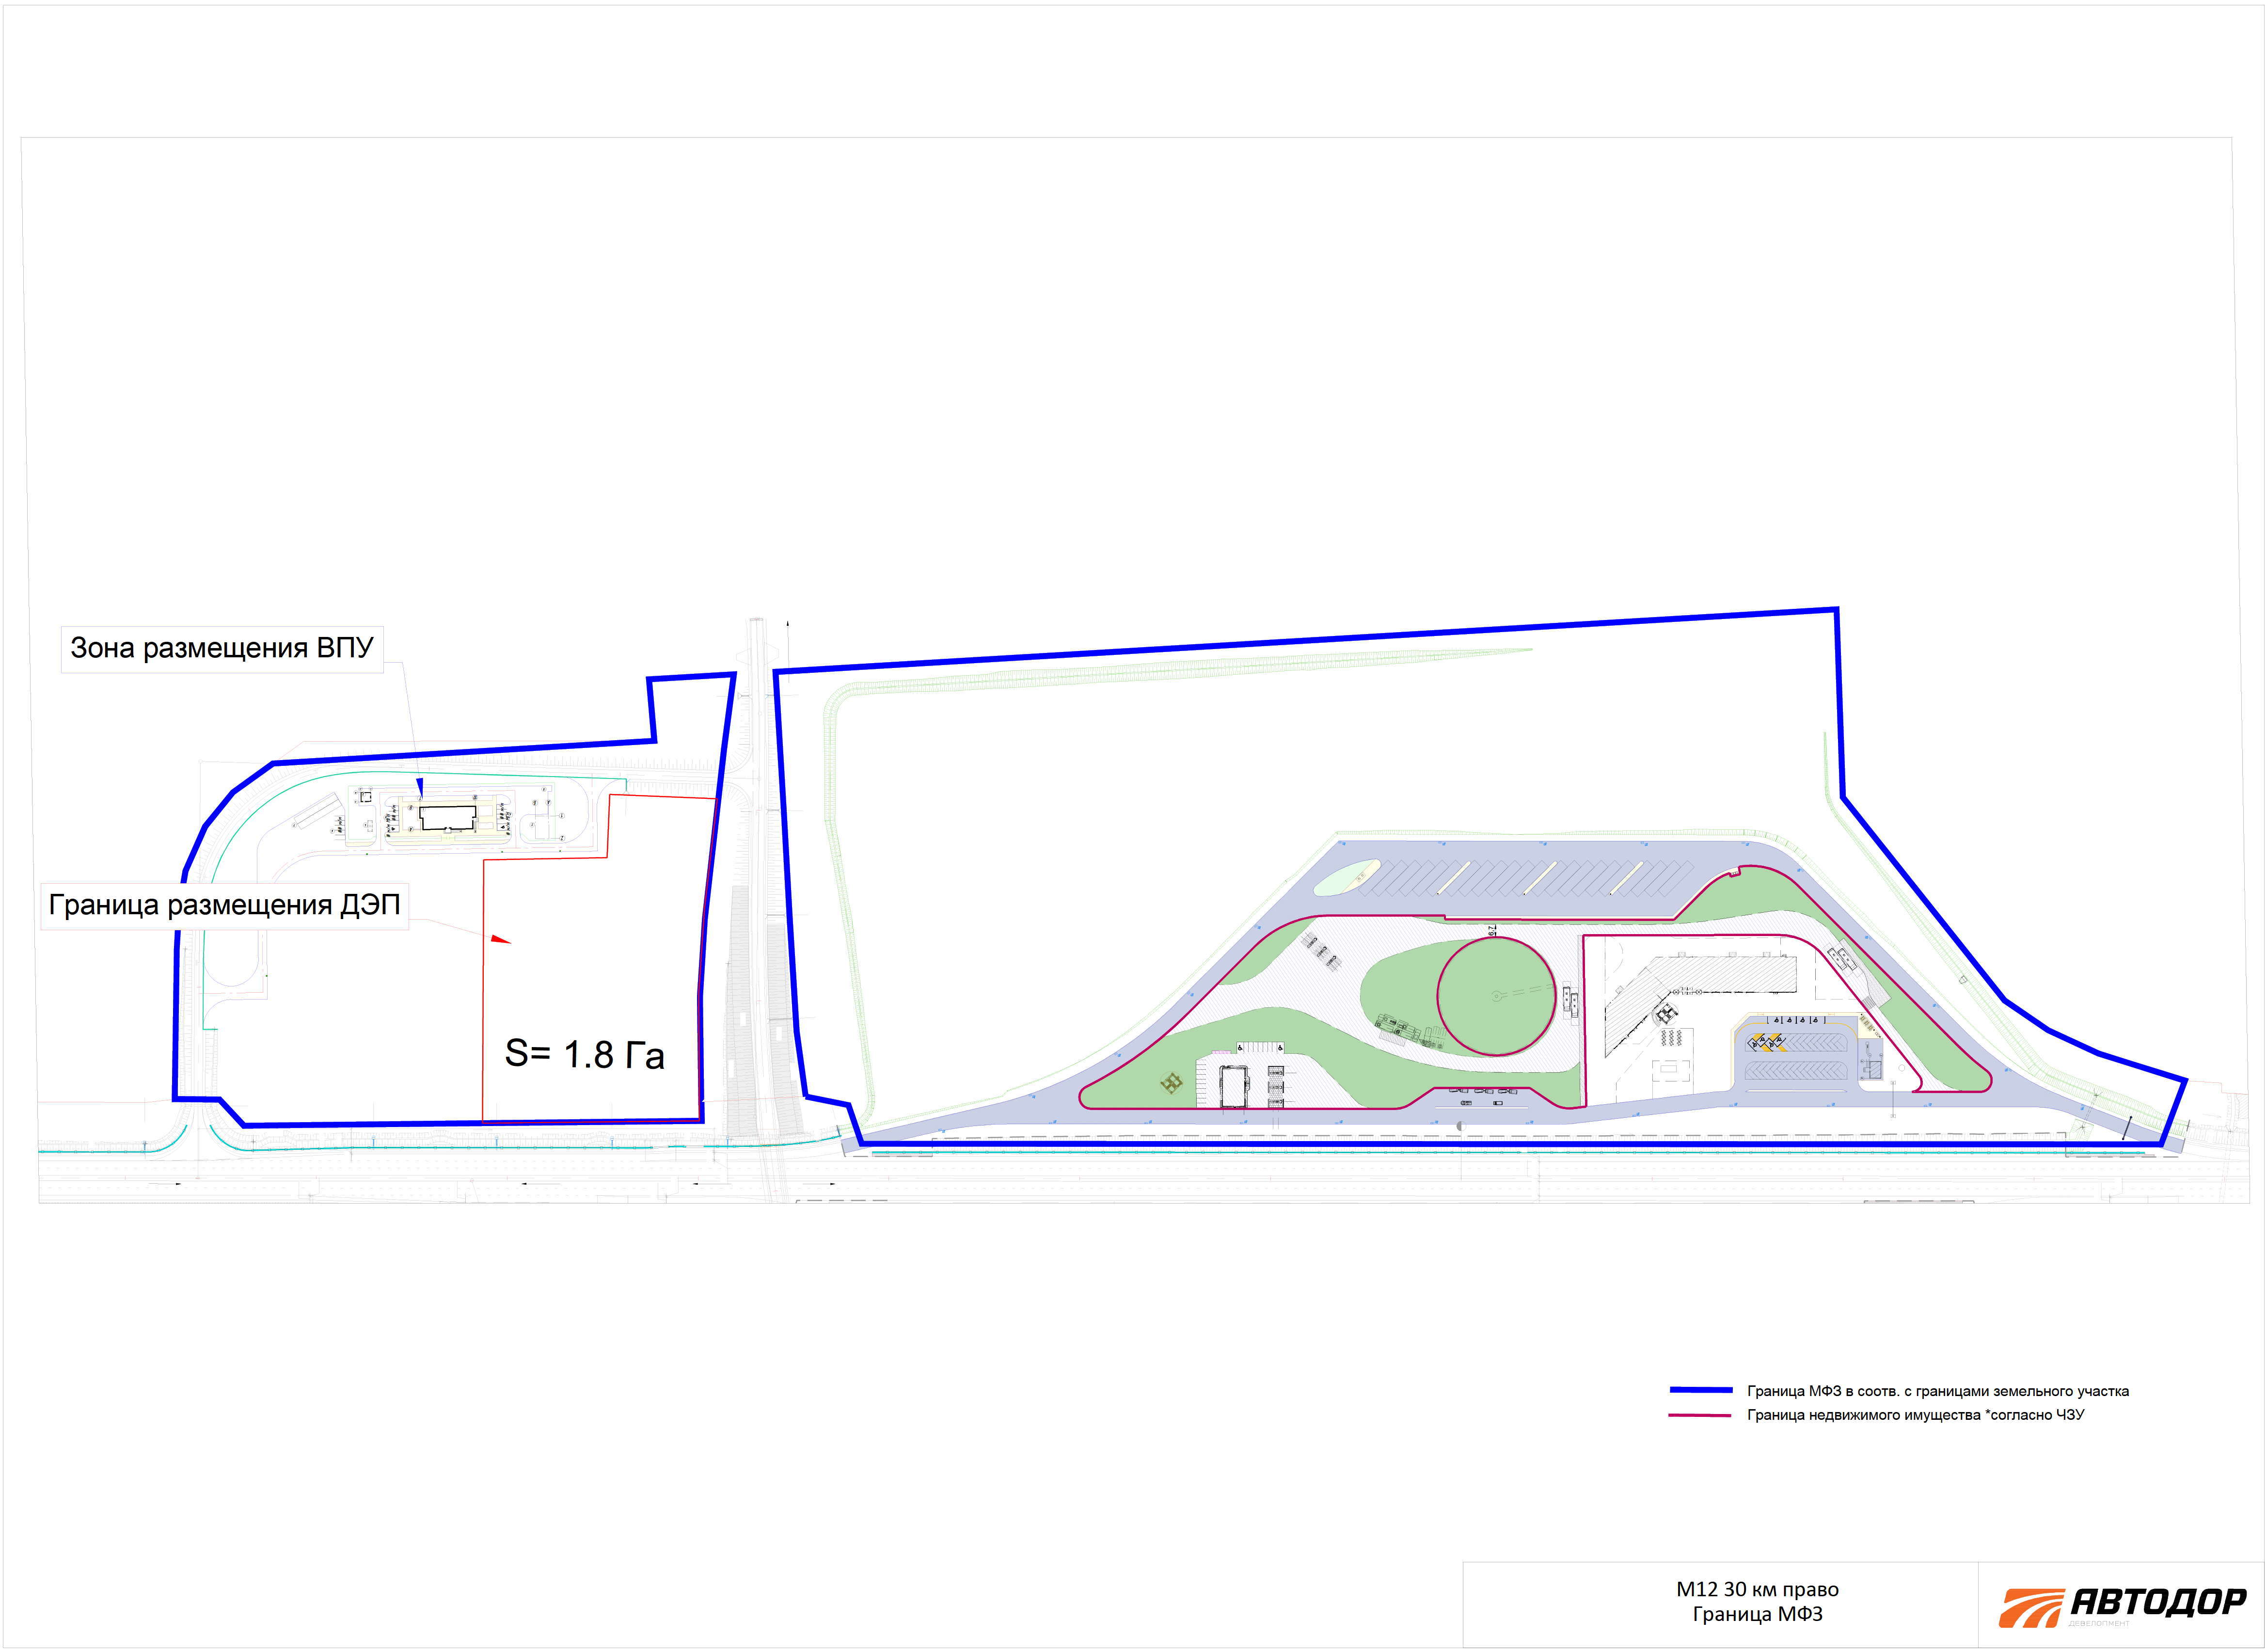 Зона размещения ВПУ
Граница размещения ДЭП
S= 1.8 Га
Граница МФЗ в соотв. с границами земельного участка
Граница недвижимого имущества *согласно ЧЗУ
М12 30 км право
Граница МФЗ
АВТОДОР
ДЕВЕЛОПМЕНТ